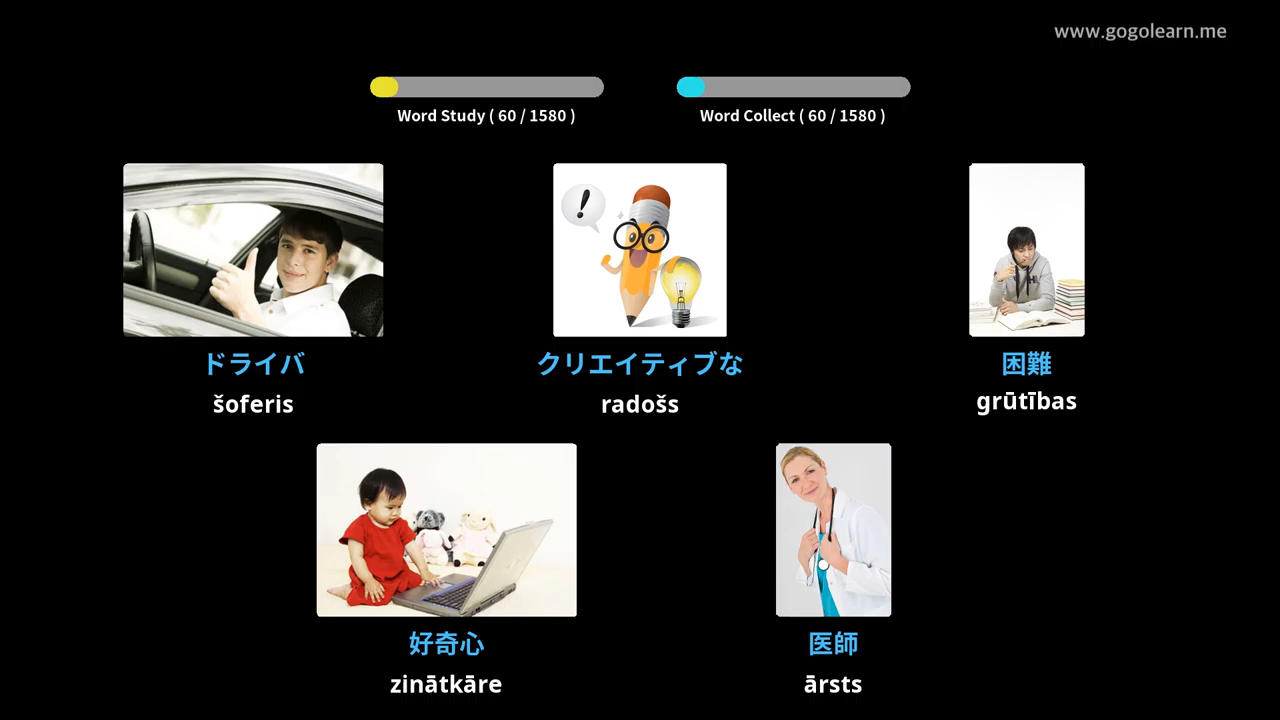 www.gogolearn.me
Word Study ( 60 / 1580 )
Word Collect ( 60 / 1580 )
ドライバ
šoferis
クリエイティブな
radošs
困難
grūtības
好奇心
zinātkāre
医師
ārsts